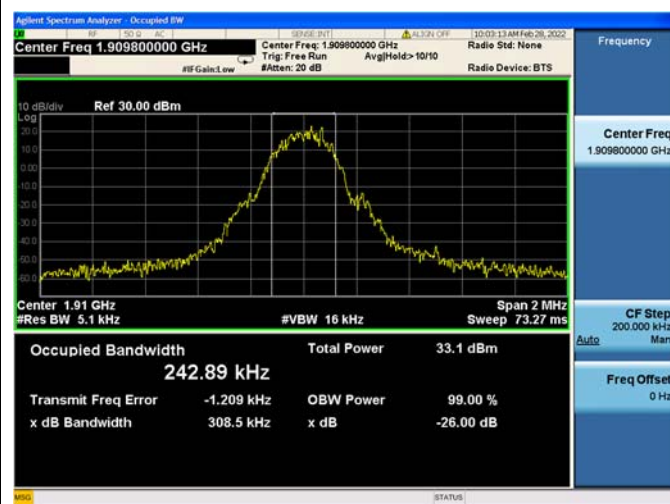 Agilent Spectrum Analyzer - Occupied BW
RF 50 Ω AC SENSE:INT ALIGN OFF 10:03:13 AM Feb 28, 2022
Center Freq 1.909800000 GHz
Center Freq: 1.909800000 GHz Radio Std: None
Trig: Free Run Avg|Hold:> 10/10
#IFGain:Low #Atten: 20 dB Radio Device: BTS
10 dB/div Ref 30.00 dBm
Log
20.0
10.0
0.00
-10.0
-20.0
-30.0
-40.0
-50.0
-60.0
Center 1.91 GHz Span 2 MHz
#Res BW 5.1 kHz #VBW 16 kHz Sweep 73.27 ms
Occupied Bandwidth Total Power 33.1 dBm
242.89 kHz
Transmit Freq Error -1.209 kHz OBW Power 99.00 %
x dB Bandwidth 308.5 kHz x dB -26.00 dB
MSG STATUS
Frequency
Center Freq
1.909800000 GHz
CF Step
200.000 kHz
Auto Man
Freq Offset
0 Hz